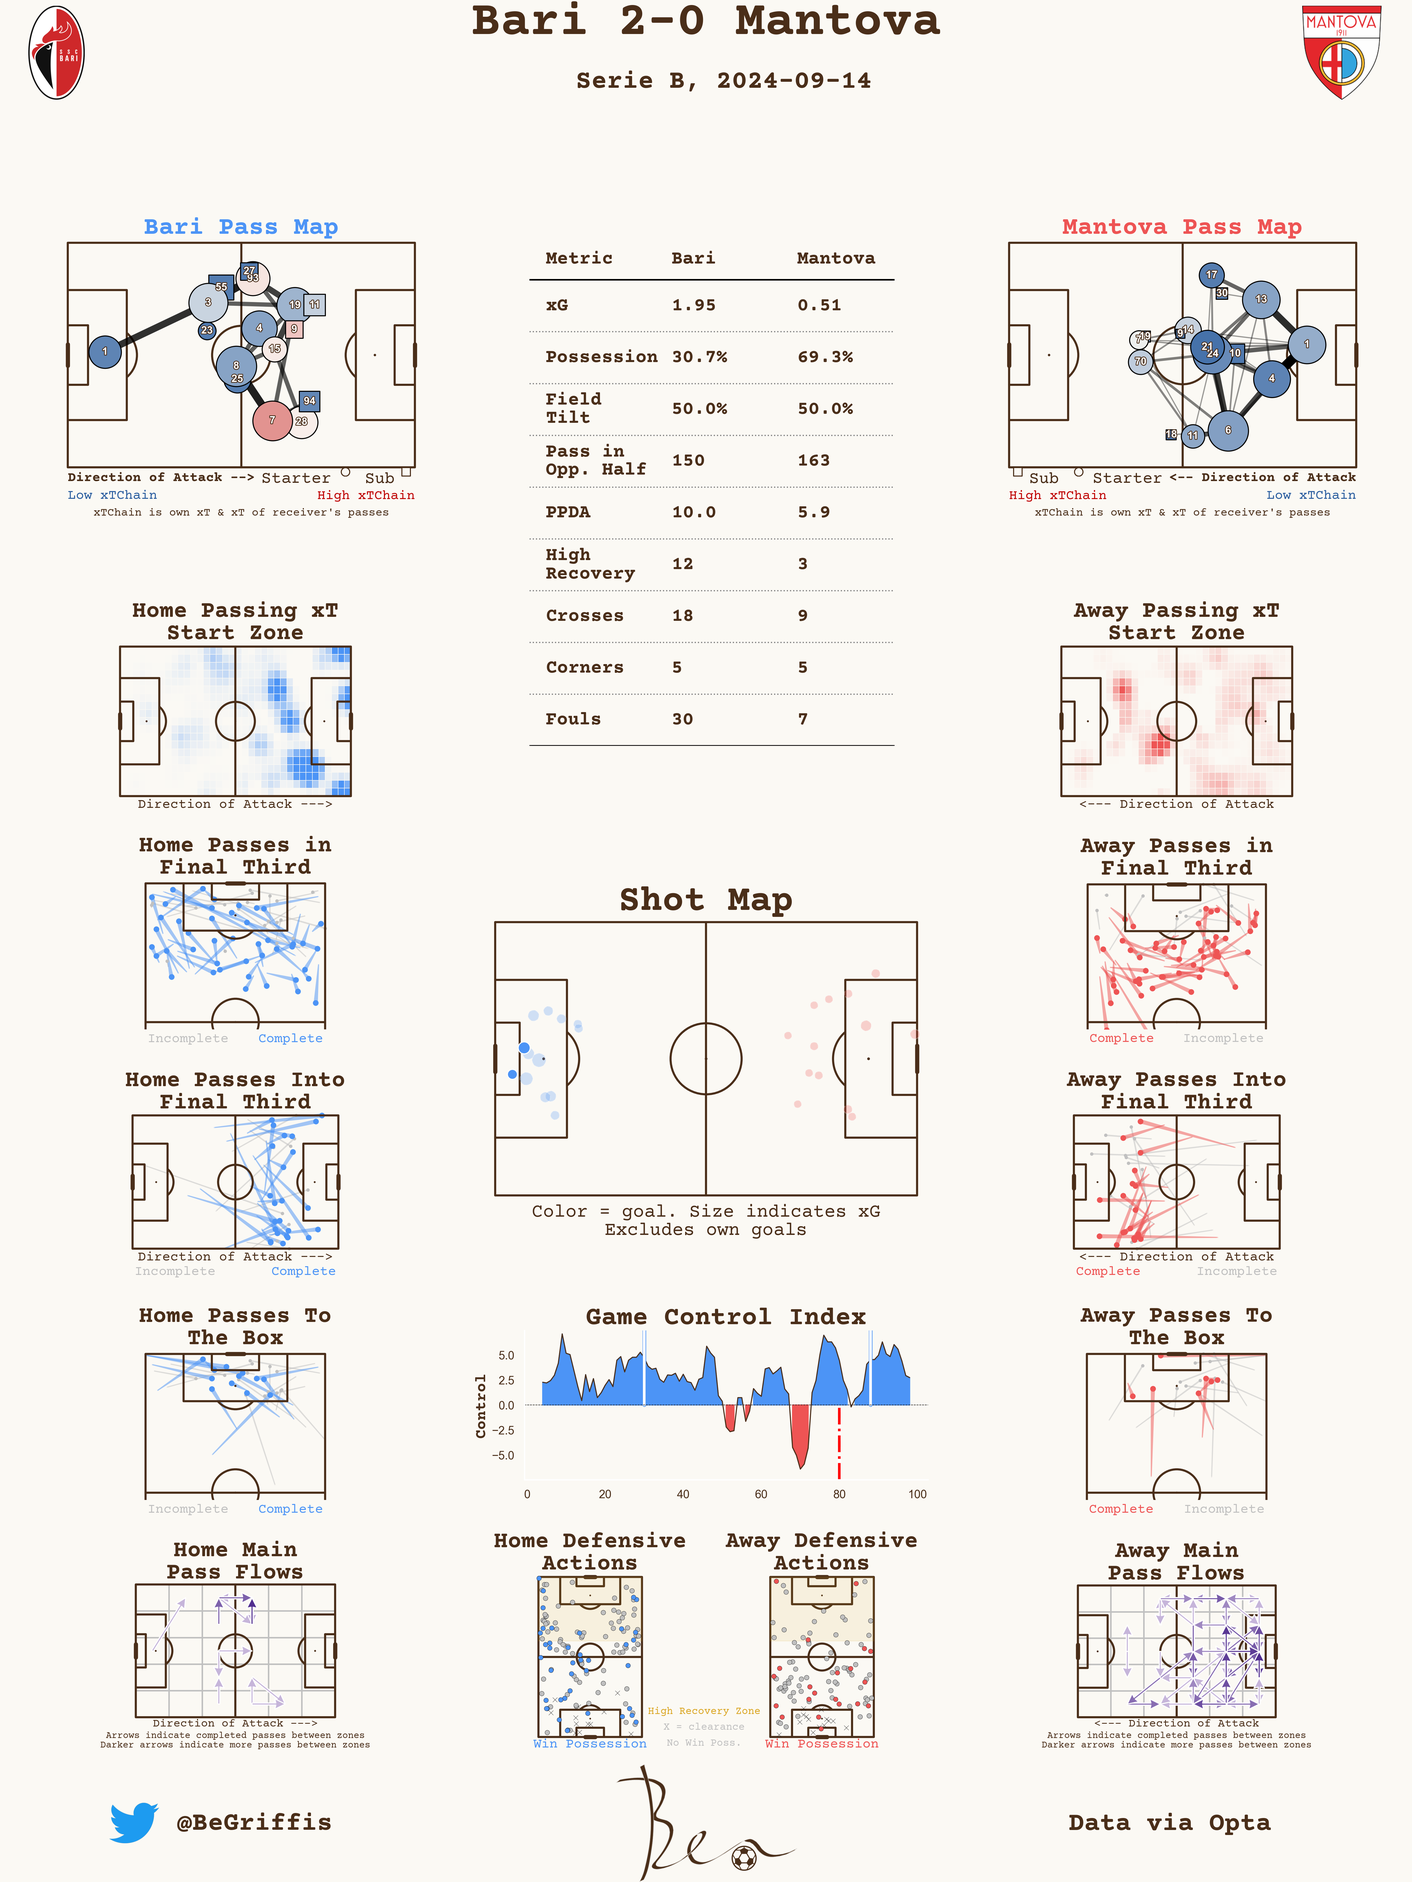 Bari 2-0 Mantova
Serie B, 2024-09-14
SSC
BARI
MANTOVA
1911
Bari Pass Map
27
93
55
3
19
11
23
4
9
1
15
8
25
94
7
28
Direction of Attack --> Starter Sub
Low xTChain High xTChain
xTChain is own xT & xT of receiver's passes
Metric Bari Mantova
xG 1.95 0.51
Possession 30.7% 69.3%
Field
Tilt 50.0% 50.0%
Pass in
Opp. Half 150 163
PPDA 10.0 5.9
High
Recovery 12 3
Crosses 18 9
Corners 5 5
Fouls 30 7
Mantova Pass Map
17
30
13
14
7
19
9
21
24
10
1
70
4
18
11
6
Sub Starter <-- Direction of Attack
High xTChain Low xTChain
xTChain is own xT & xT of receiver's passes
Home Passing xT
Start Zone
Direction of Attack --->
Away Passing xT
Start Zone
<--- Direction of Attack
Home Passes in
Final Third
Incomplete Complete
Away Passes in
Final Third
Complete Incomplete
Shot Map
Color = goal. Size indicates xG
Excludes own goals
Home Passes Into
Final Third
Direction of Attack --->
Incomplete Complete
Away Passes Into
Final Third
<--- Direction of Attack
Complete Incomplete
Home Passes To
The Box
Incomplete Complete
Game Control Index
Control
5.0
2.5
0.0
−2.5
−5.0
0 20 40 60 80 100
Away Passes To
The Box
Complete Incomplete
Home Main
Pass Flows
Direction of Attack --->
Arrows indicate completed passes between zones
Darker arrows indicate more passes between zones
Home Defensive
Actions
Win Possession
High Recovery Zone
X = clearance
No Win Poss.
Away Defensive
Actions
Win Possession
Away Main
Pass Flows
<--- Direction of Attack
Arrows indicate completed passes between zones
Darker arrows indicate more passes between zones
@BeGriffis
Ben
Data via Opta